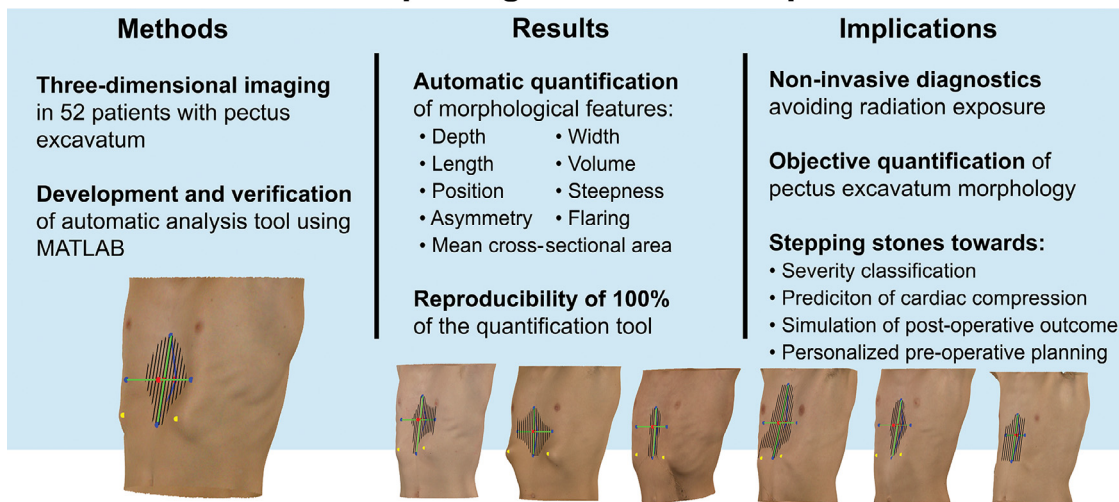 Methods
Three-dimensional imaging
in 52 patients with pectus
excavatum
Development and verification
of automatic analysis tool using
MATLAB
Results
Automatic quantification
of morphological features:
• Depth
• Width
• Length
• Volume
• Position
• Steepness
• Asymmetry
• Flaring
• Mean cross-sectional area
Reproducibility of 100%
of the quantification tool
Implications
Non-invasive diagnostics
avoiding radiation exposure
Objective quantification of
pectus excavatum morphology
Stepping stones towards:
• Severity classification
• Prediciton of cardiac compression
• Simulation of post-operative outcome
• Personalized pre-operative planning